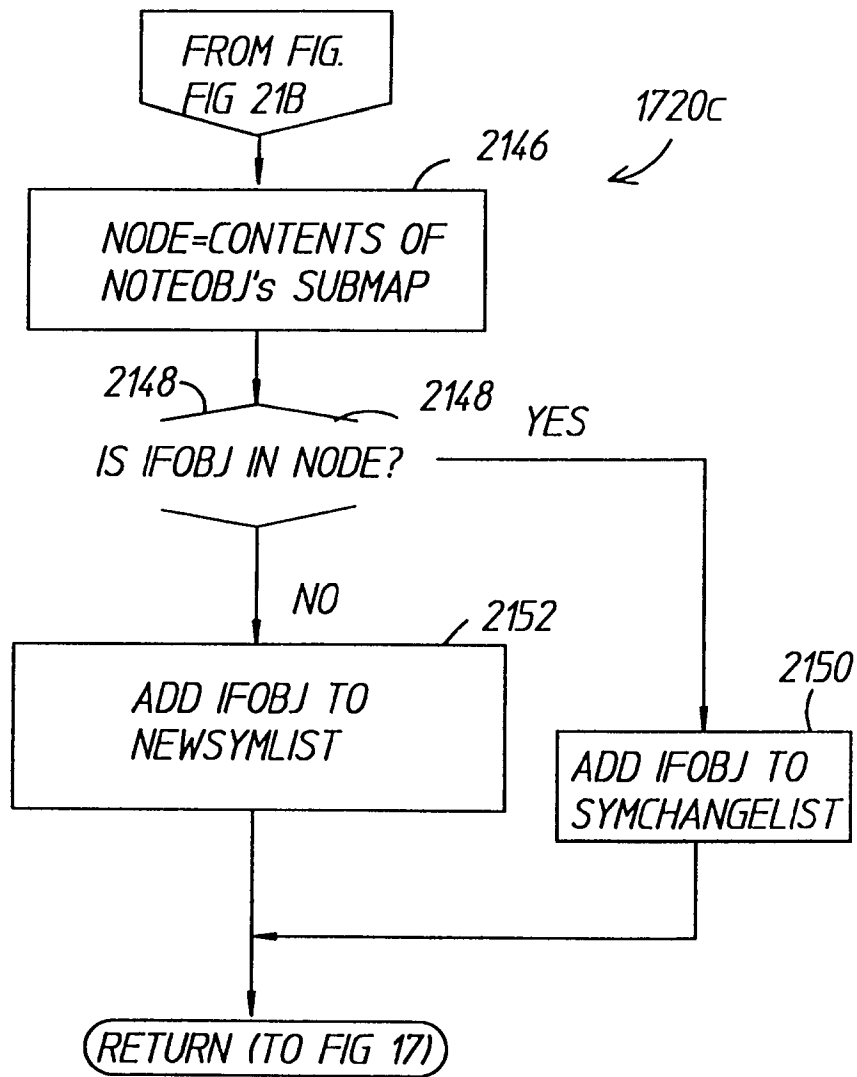 FROM FIG.
FIG 21B
1720c
2146
NODE=CONTENTS OF
NOTEOBJ's SUBMAP
2148
2148
YES
IS IFOBJ IN NODE?
NO
2152
2150
ADD IFOBJ TO
NEWSYMLIST
ADD IFOBJ TO
SYMCHANGELIST
RETURN (TO FIG 17)